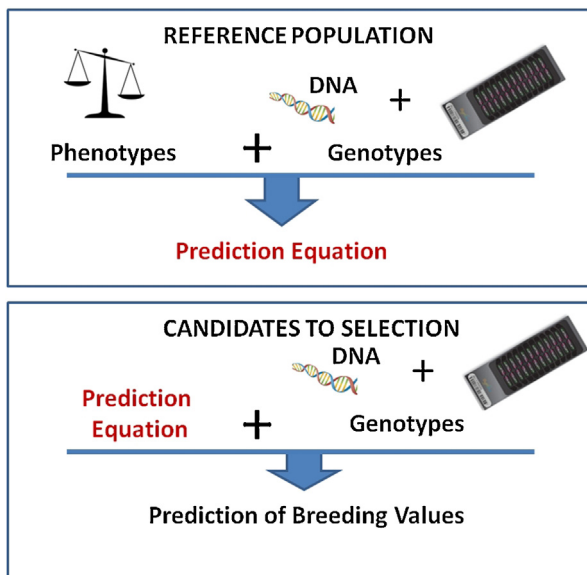 REFERENCE POPULATION
DNA
+
Phenotypes + Genotypes
Prediction Equation
CANDIDATES TO SELECTION
DNA
+
Prediction
Equation + Genotypes
Prediction of Breeding Values